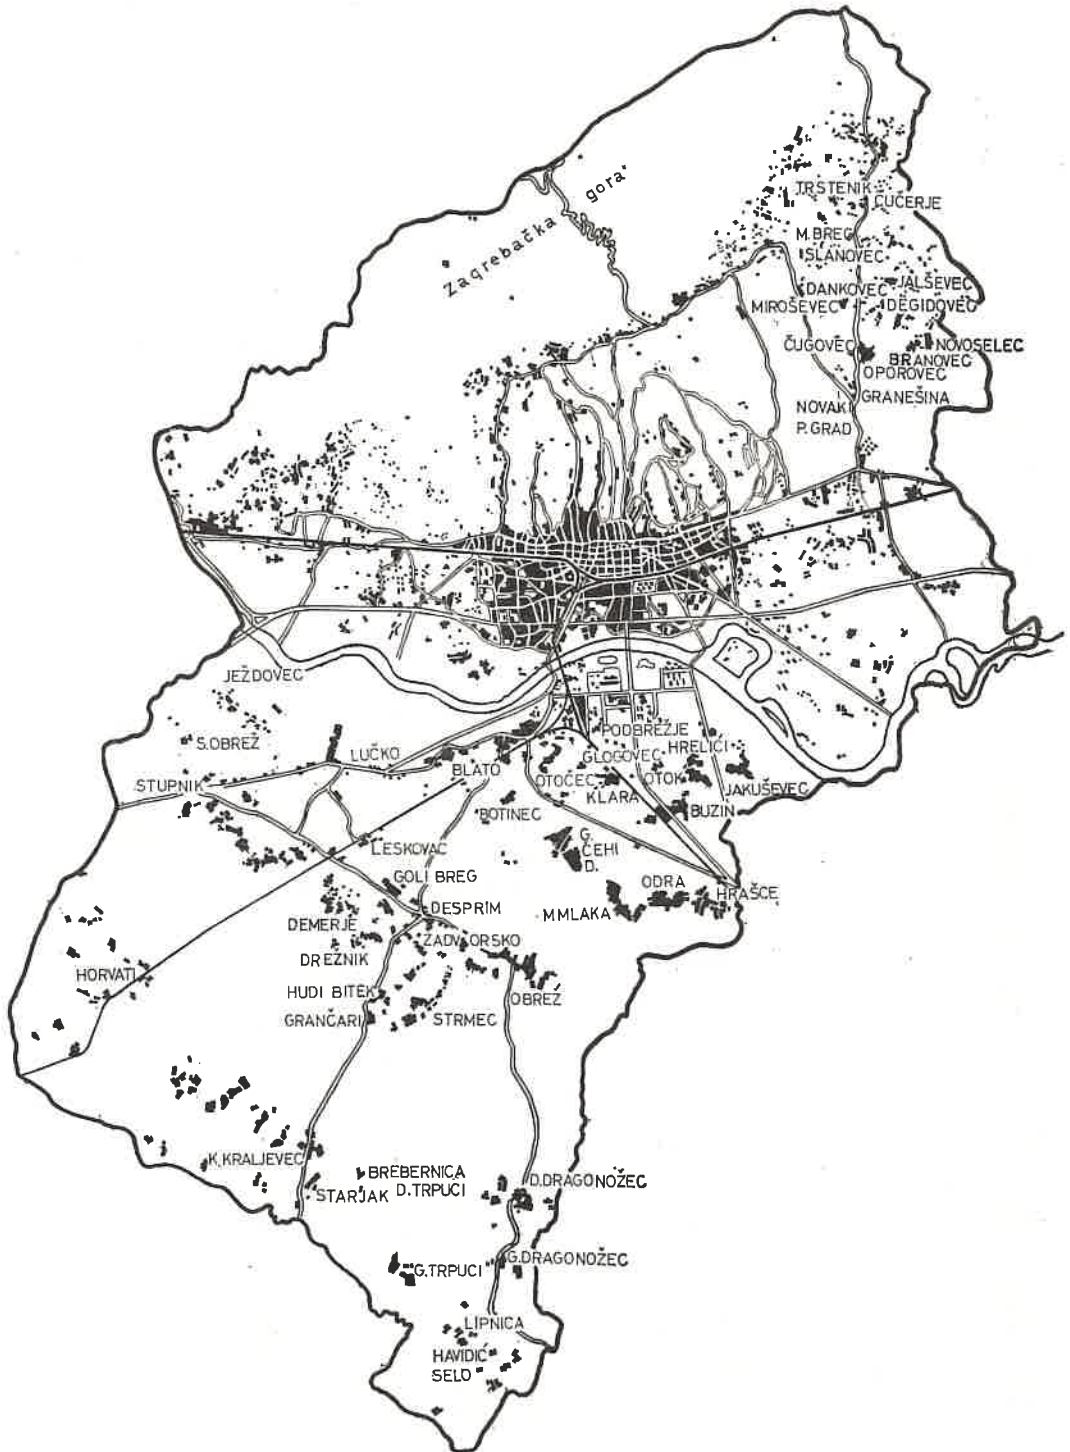 Zagrebačka gora
TRSTENIK
ČUČERJE
M.BREG
SLANOVEC
DANKOVEC
JALŠEVEC
MIROŠEVEC
DEGIDOVEC
ČUGOVEC
NOVOSELEC
BRANOVEC
OPOROVEC
GRANEŠINA
NOVAKI
P.GRAD
JEŽDOVEC
S.OBREŽ
LUČKO
STUPNIK
BLATO
PODBREŽJE
HRELIĆI
GLOGOVEC
OTOČEC
OTOK
JAKUŠEVEC
KLARA
BUZIN
BOTINEC
G.
ČEHI
D.
LESKOVAC
GOLI BREG
ODRA
HRAŠĆE
DESPRIM
M.MLAKA
DEMERJE
ZADVORSKO
DREŽNIK
HORVATI
HUDI BITEK
OBREŽ
GRANČARI
STRMEC
K.KRALJEVEC
BREBERNICA
D.DRAGONOŽEC
STARJAK
D.TRPUCI
G.DRAGONOŽEC
G.TRPUCI
LIPNICA
HAVIDIĆ
SELO